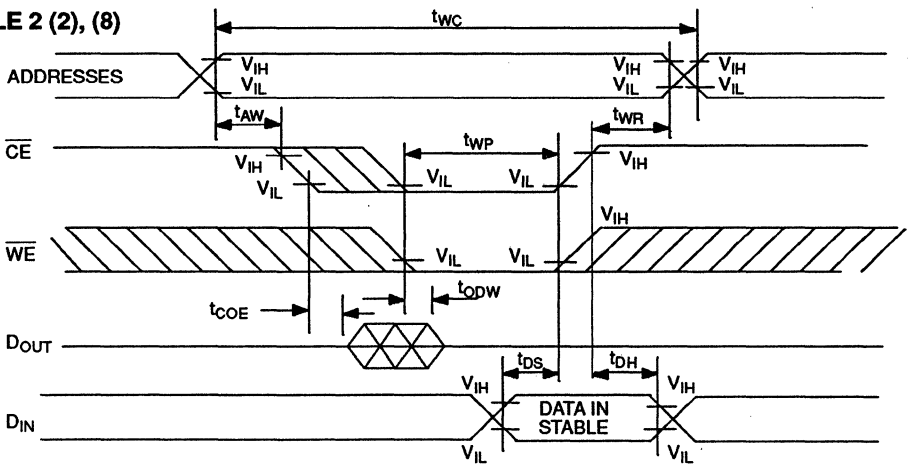 LE 2 (2), (8)
tWC
ADDRESSES
VIH
VIL
VIH
VIL
VIH
VIL
tAW
tWR
CE
VIH
VIL
tWP
VIL
VIL
VIH
WE
VIL
VIL
VIH
tCOE
tODW
DOUT
tDS
tDH
DIN
VIH
VIL
DATA IN
STABLE
VIH
VIL